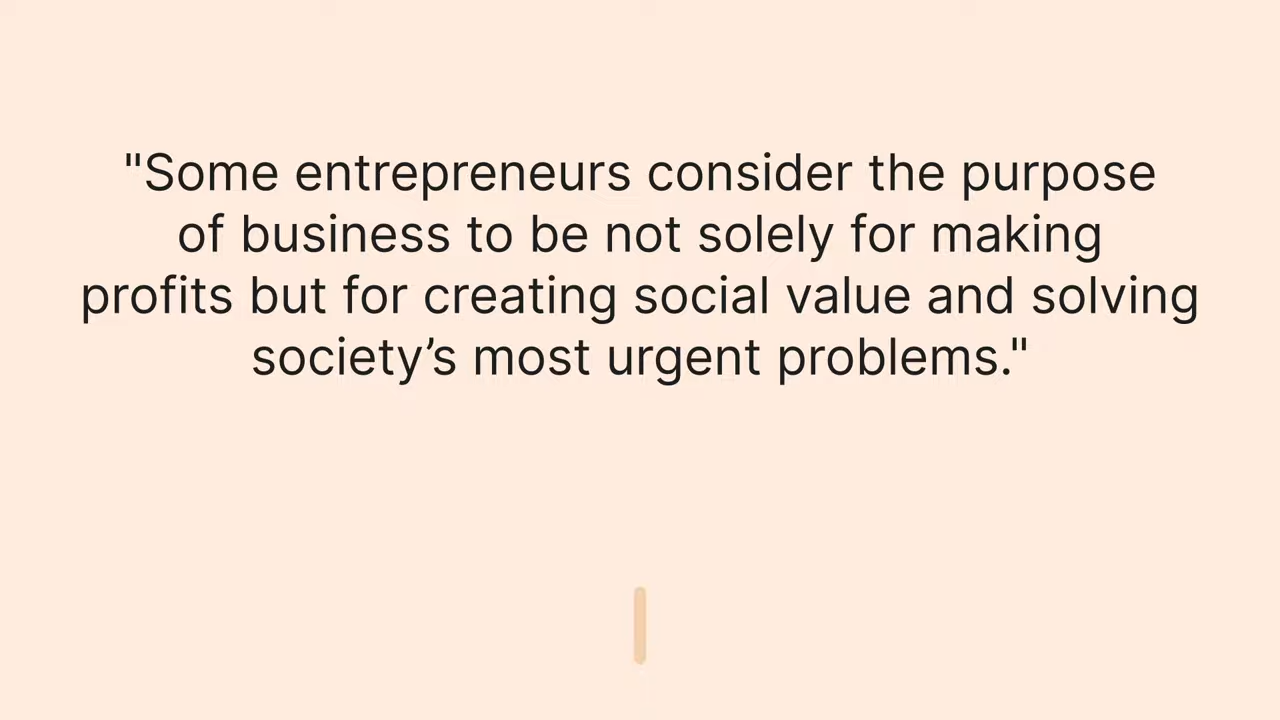 "Some entrepreneurs consider the purpose
of business to be not solely for making
profits but for creating social value and solving
society’s most urgent problems."